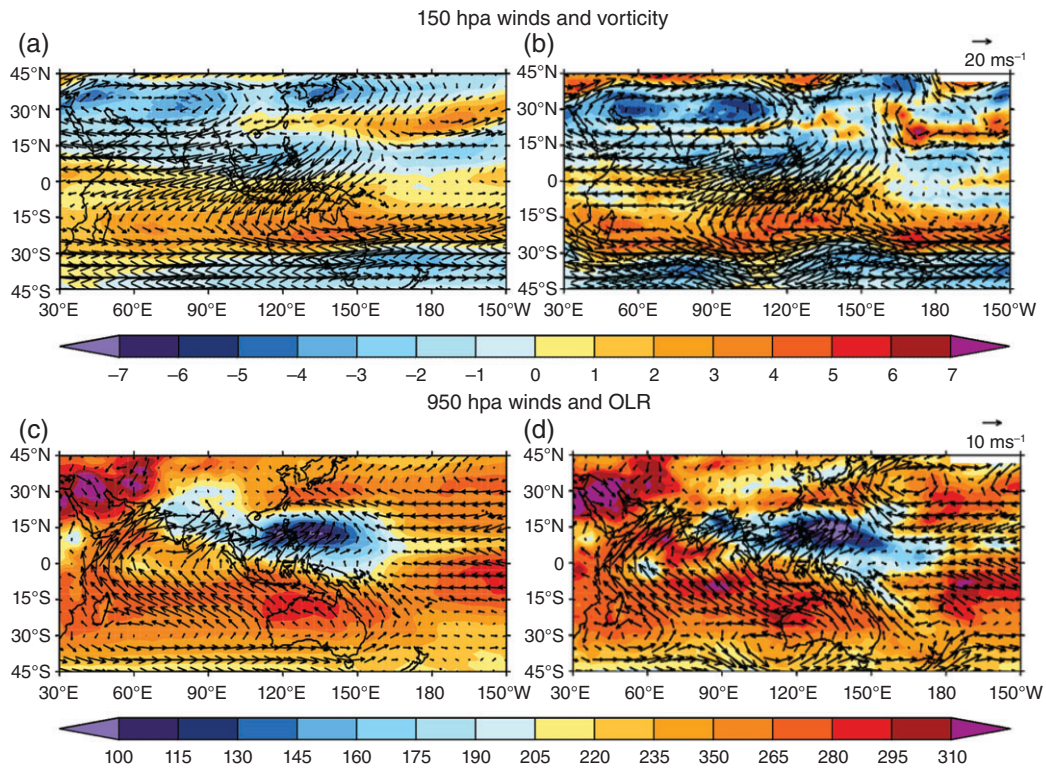 150 hpa winds and vorticity
(a)
(b)
20 ms⁻¹
45°N
30°N
15°N
0
15°S
30°S
45°S
30°E 60°E 90°E 120°E 150°E 180 150°W
45°N
30°N
15°N
0
15°S
30°S
45°S
30°E 60°E 90°E 120°E 150°E 180 150°W
–7 –6 –5 –4 –3 –2 –1 0 1 2 3 4 5 6 7
950 hpa winds and OLR
(c)
(d)
10 ms⁻¹
45°N
30°N
15°N
0
15°S
30°S
45°S
30°E 60°E 90°E 120°E 150°E 180 150°W
45°N
30°N
15°N
0
15°S
30°S
45°S
30°E 60°E 90°E 120°E 150°E 180 150°W
100 115 130 145 160 175 190 205 220 235 350 265 280 295 310